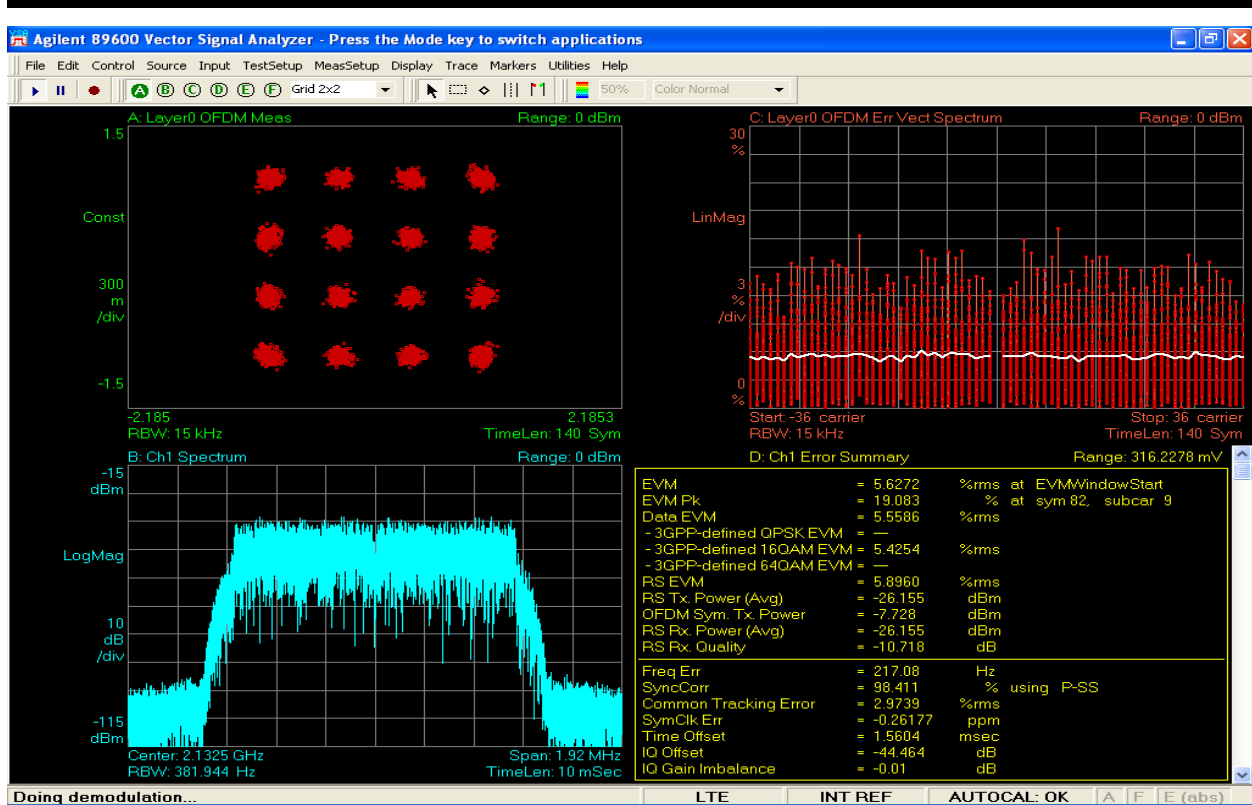 Agilent 89600 Vector Signal Analyzer - Press the Mode key to switch applications
File Edit Control Source Input TestSetup MeasSetup Display Trace Markers Utilities Help
A B C D E F Grid 2x2 50% Color Normal
A: Layer0 OFDM Meas Range: 0 dBm
1.5
Const
300
m
/div
-1.5
-2.185 2.1853
RBW: 15 kHz TimeLen: 140 Sym
C: Layer0 OFDM Err Vect Spectrum Range: 0 dBm
30
%
LinMag
3
%
/div
0
%
Start: -36 carrier Stop: 36 carrier
RBW: 15 kHz TimeLen: 140 Sym
B: Ch1 Spectrum Range: 0 dBm
-15
dBm
LogMag
10
dB
/div
-115
dBm
Center: 2.1325 GHz Span: 1.92 MHz
RBW: 381.944 Hz TimeLen: 10 mSec
D: Ch1 Error Summary Range: 316.2278 mV
EVM = 5.6272 %rms at EVMWindowStart
EVM Pk = 19.083 % at sym 82, subcar 9
Data EVM = 5.5586 %rms
- 3GPP-defined QPSK EVM = —
- 3GPP-defined 16QAM EVM = 5.4254 %rms
- 3GPP-defined 64QAM EVM = —
RS EVM = 5.8960 %rms
RS Tx. Power (Avg) = -26.155 dBm
OFDM Sym. Tx. Power = -7.728 dBm
RS Rx. Power (Avg) = -26.155 dBm
RS Rx. Quality = -10.718 dB
Freq Err = 217.08 Hz
SyncCorr = 98.411 % using P-SS
Common Tracking Error = 2.9739 %rms
SymClk Err = -0.26177 ppm
Time Offset = 1.5604 msec
IQ Offset = -44.464 dB
IQ Gain Imbalance = -0.01 dB
Doing demodulation... LTE INT REF AUTOCAL: OK A F E (abs)